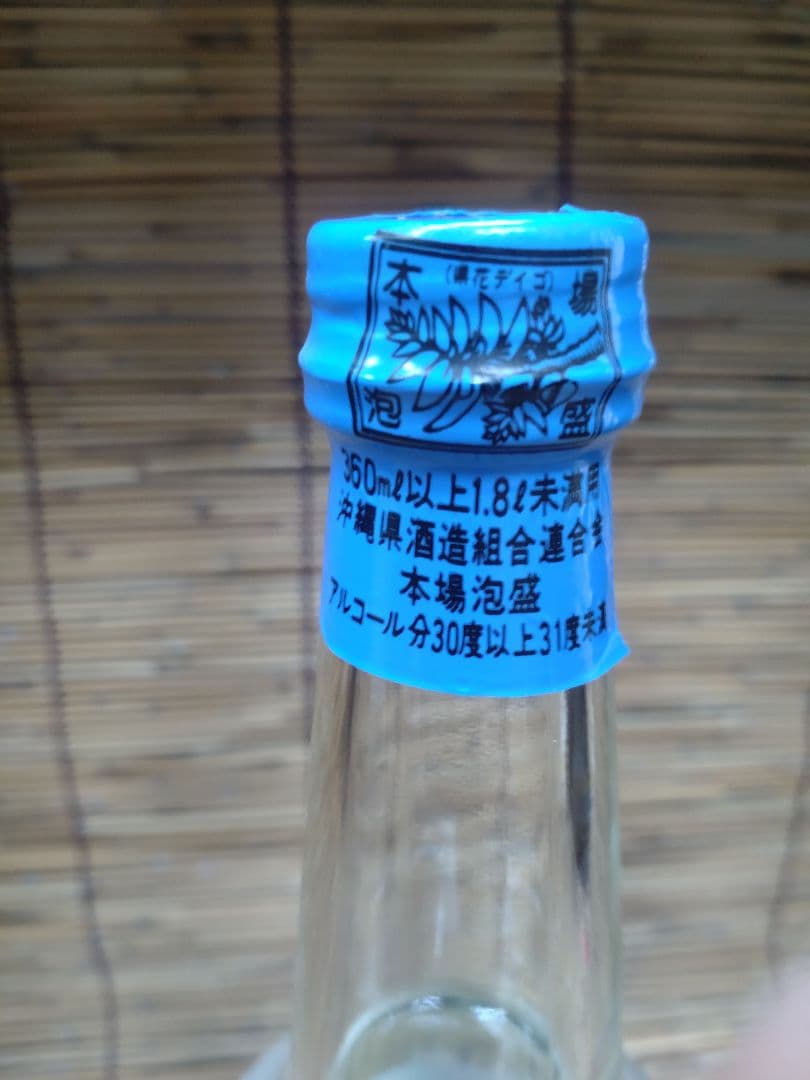 (県花デイゴ)
本場
泡盛
360mℓ以上1.8ℓ未満用
沖縄県酒造組合連合会
本場泡盛
アルコール分30度以上31度未満